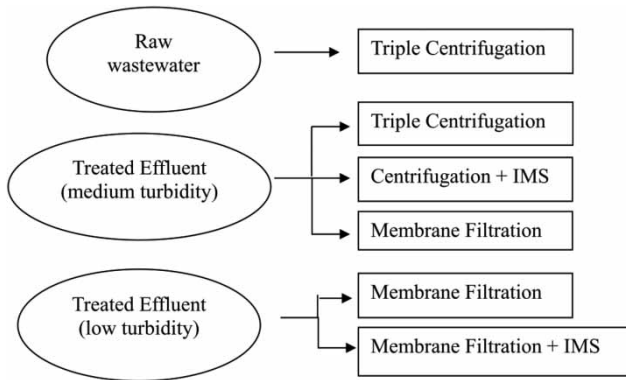 Raw
wastewater
Triple Centrifugation
Triple Centrifugation
Treated Effluent
(medium turbidity)
Centrifugation + IMS
Membrane Filtration
Treated Effluent
(low turbidity)
Membrane Filtration
Membrane Filtration + IMS